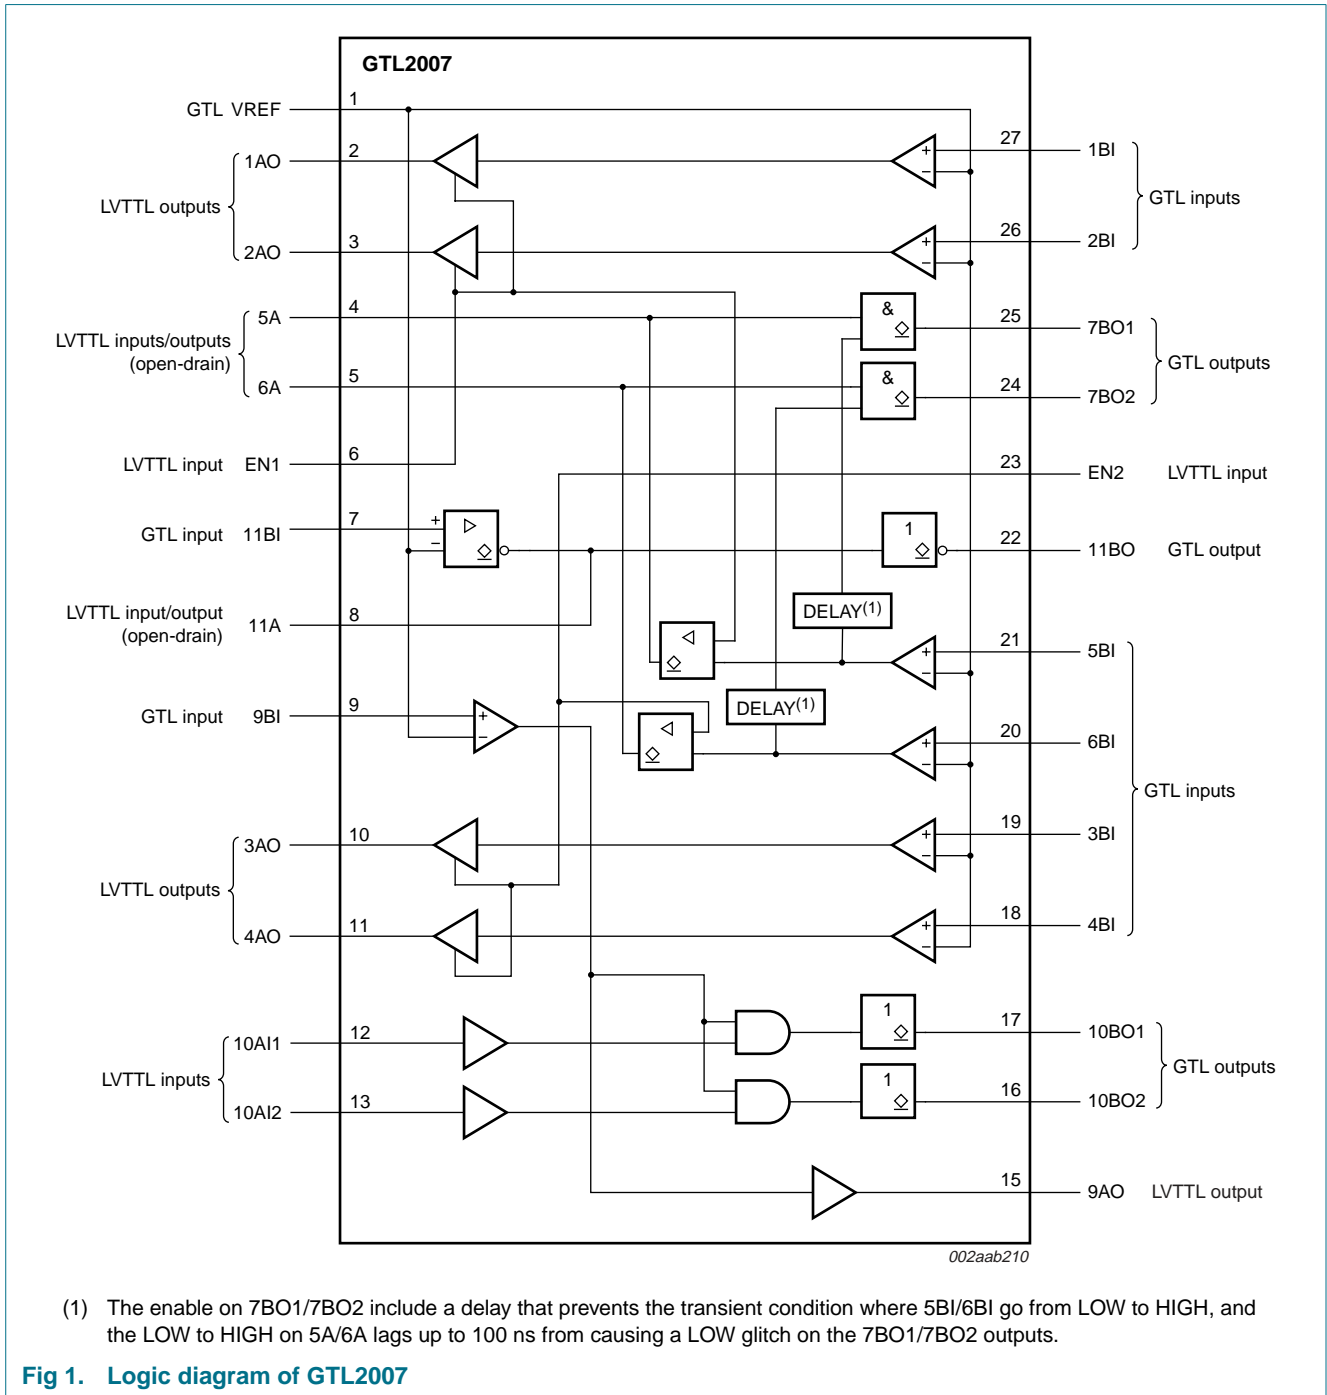 GTL2007
GTL VREF 1
1AO 2
27 1BI
LVTTL outputs
GTL inputs
2AO 3
26 2BI
+
−
+
−
5A 4
& 25 7BO1
LVTTL inputs/outputs
(open-drain)
GTL outputs
6A 5
& 24 7BO2
LVTTL input EN1 6
23 EN2 LVTTL input
GTL input 11BI 7
+
−
1 22 11BO GTL output
LVTTL input/output
(open-drain)
11A 8
DELAY(1)
+
−
21 5BI
GTL input 9BI 9
+
−
DELAY(1)
+
−
20 6BI
GTL inputs
3AO 10
+
−
19 3BI
LVTTL outputs
4AO 11
+
−
18 4BI
10AI1 12
1 17 10BO1
LVTTL inputs
GTL outputs
10AI2 13
1 16 10BO2
15 9AO LVTTL output
002aab210
(1) The enable on 7BO1/7BO2 include a delay that prevents the transient condition where 5BI/6BI go from LOW to HIGH, and
the LOW to HIGH on 5A/6A lags up to 100 ns from causing a LOW glitch on the 7BO1/7BO2 outputs.
Fig 1. Logic diagram of GTL2007